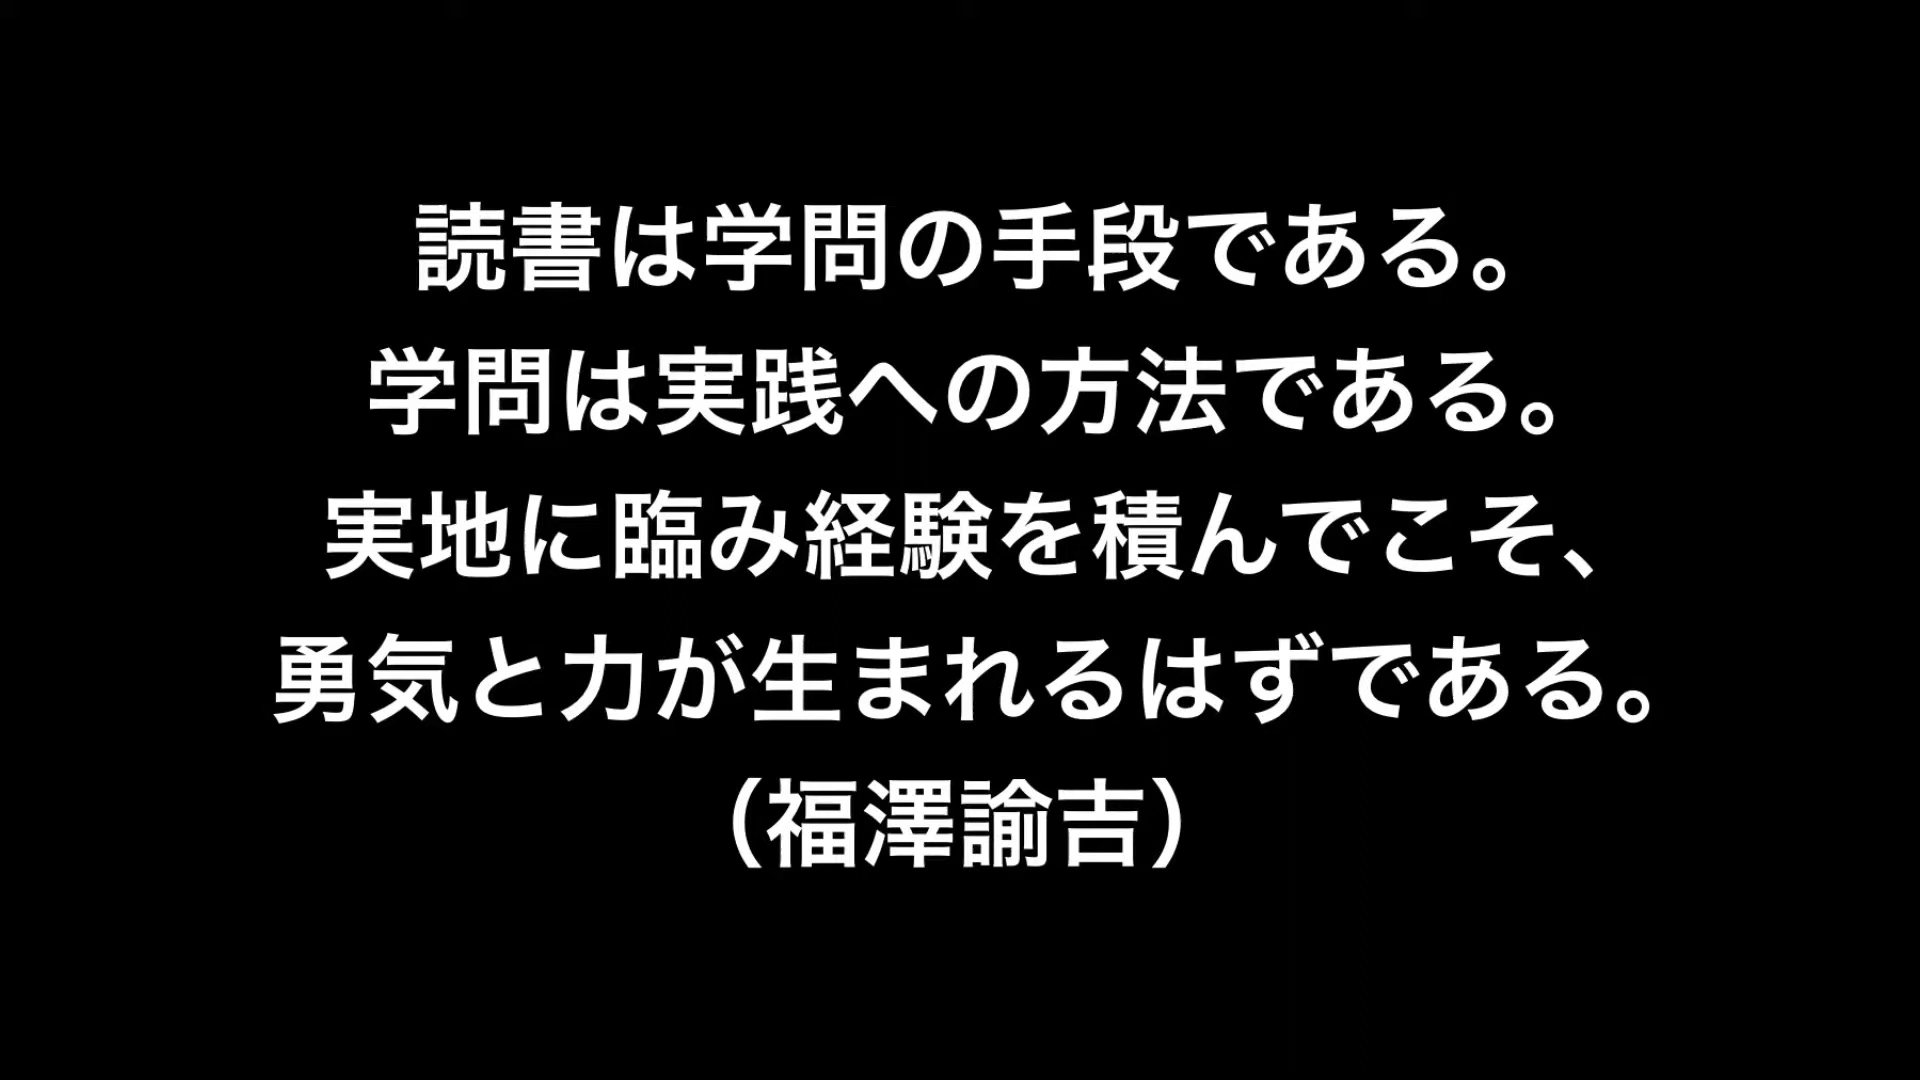 読書は学問の手段である。
学問は実践への方法である。
実地に臨み経験を積んでこそ、
勇気と力が生まれるはずである。
（福澤諭吉）